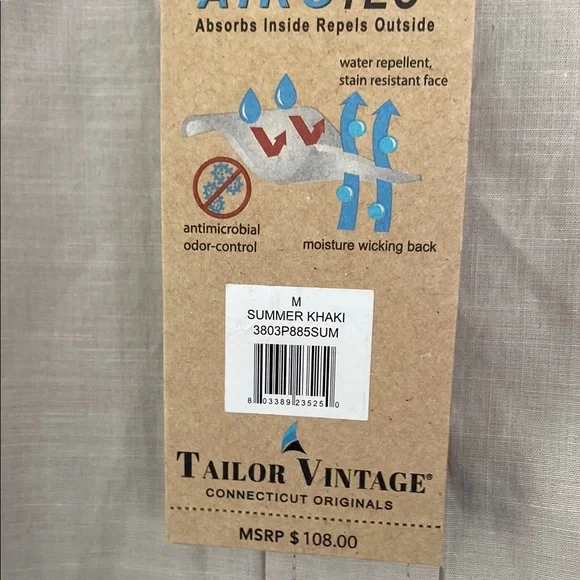 Absorbs Inside Repels Outside
water repellent,
stain resistant face
antimicrobial
odor-control
moisture wicking back
M
SUMMER KHAKI
3803P885SUM
8 03389 23525 0
TAILOR VINTAGE®
CONNECTICUT ORIGINALS
MSRP $ 108.00